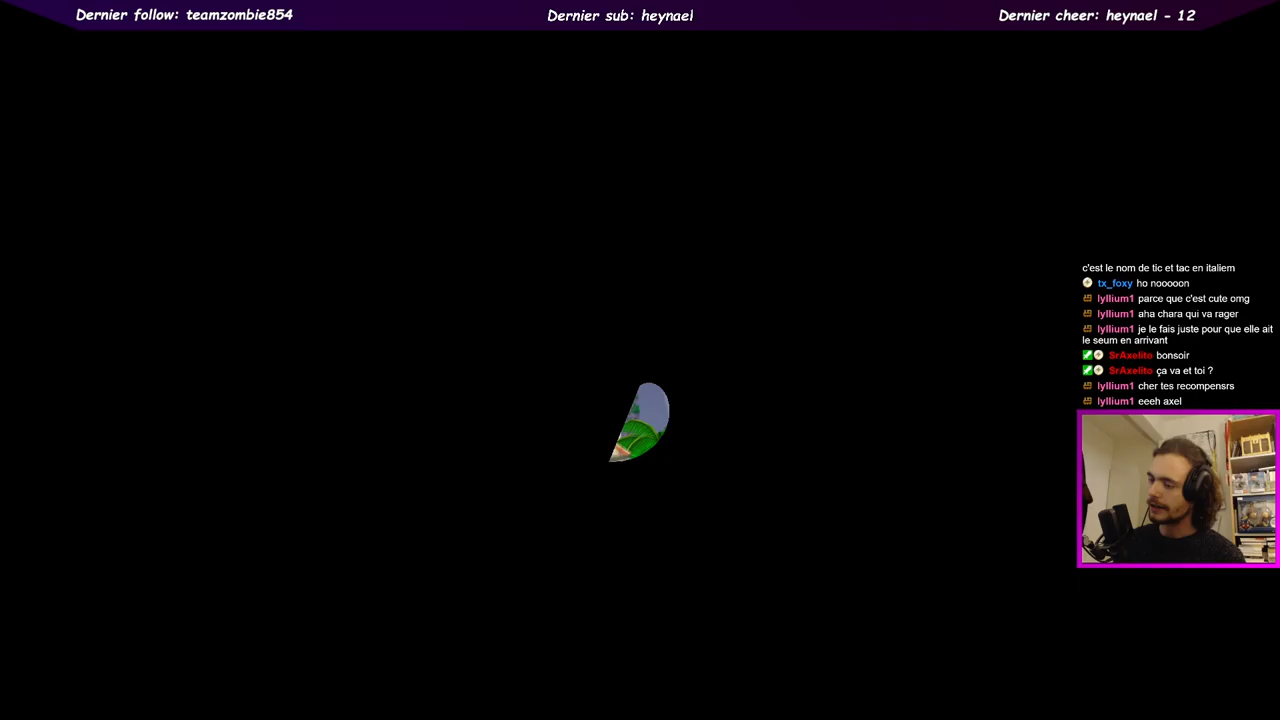 Dernier follow: teamzombie854
Dernier sub: heynael
Dernier cheer: heynael - 12
c'est le nom de tic et tac en italiem
tx_foxy ho nooooon
lyllium1 parce que c'est cute omg
lyllium1 aha chara qui va rager
lyllium1 je le fais juste pour que elle ait
le seum en arrivant
SrAxelito bonsoir
SrAxelito ça va et toi ?
lyllium1 cher tes recompensrs
lyllium1 eeeh axel